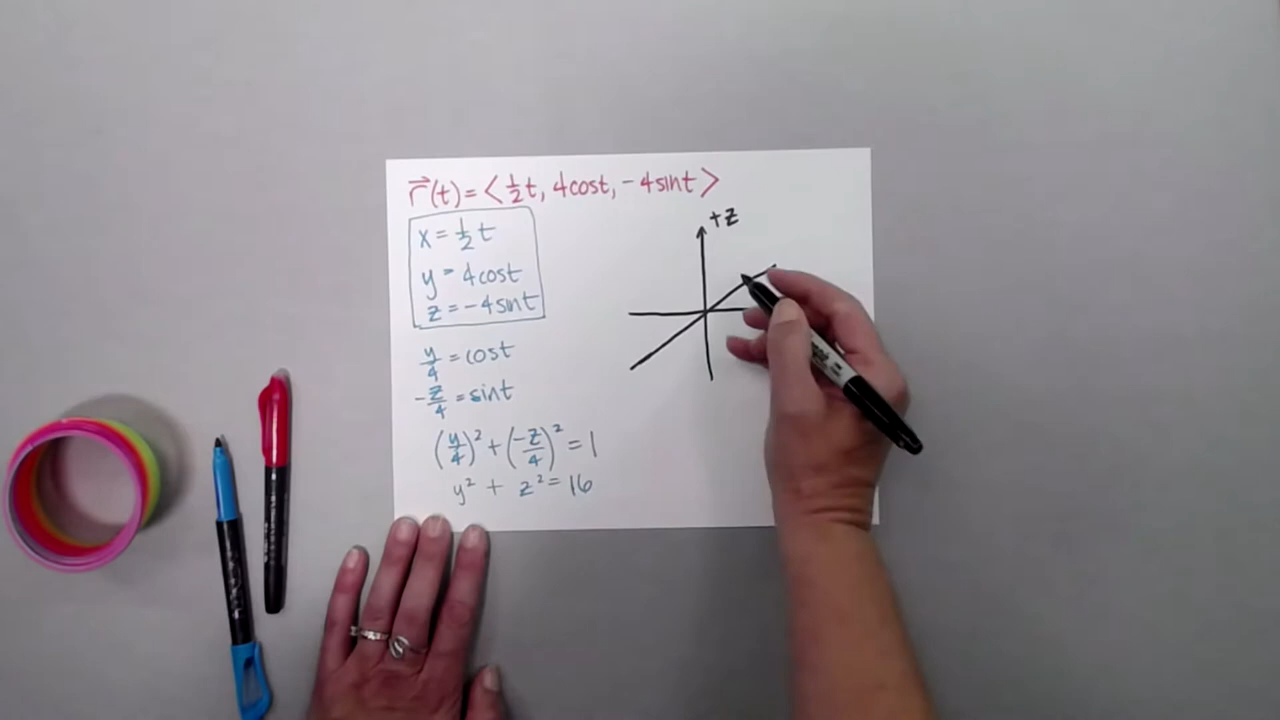 r⃗(t) = < ½t, 4cost, -4sint >
+z
x = ½t
y = 4cost
z = -4sint
y/4 = cost
-z/4 = sint
(y/4)² + (-z/4)² = 1
y² + z² = 16